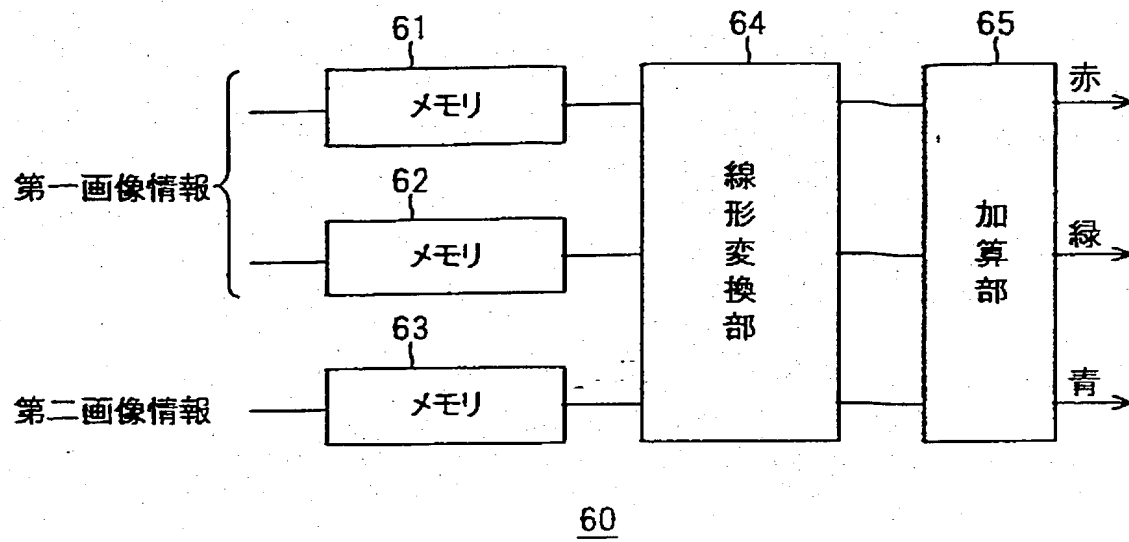 61
メモリ
64
65
赤
第一画像情報
62
メモリ
線形変換部
加算部
緑
63
メモリ
第二画像情報
青
60